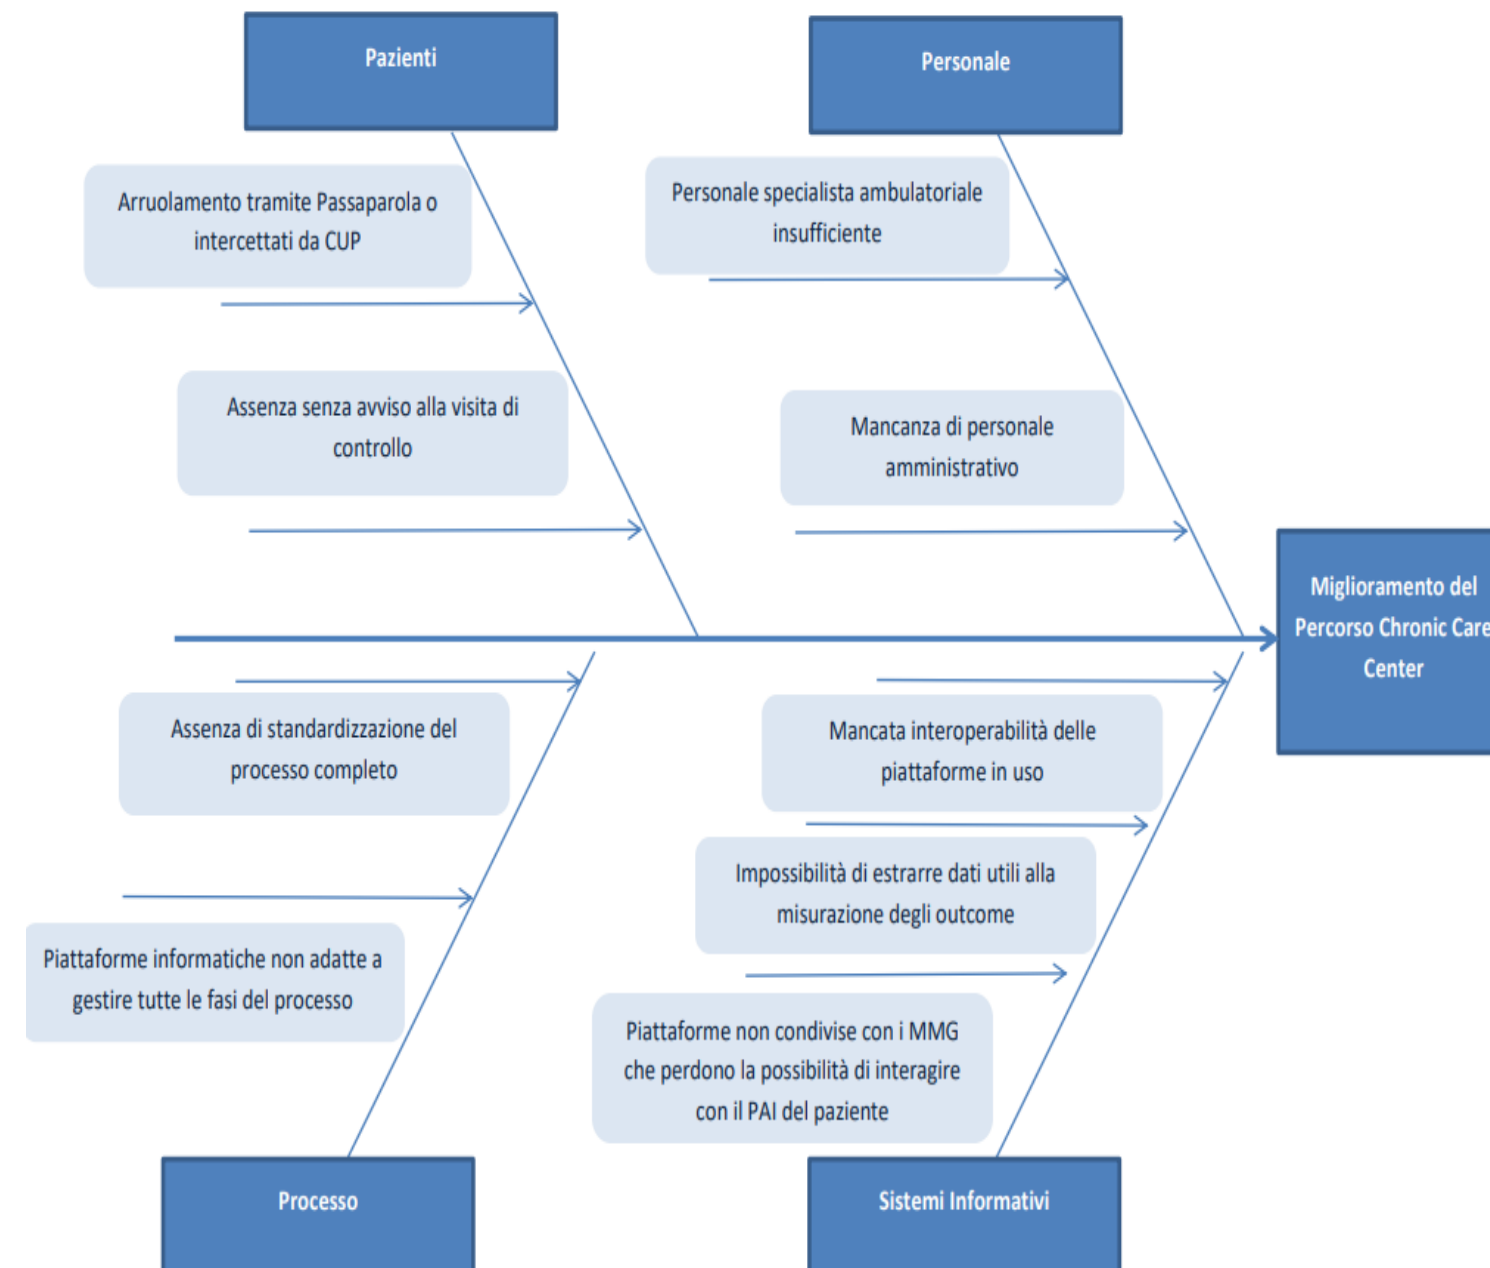 Pazienti
Personale
Arruolamento tramite Passaparola o
intercettati da CUP
Personale specialista ambulatoriale
insufficiente
Assenza senza avviso alla visita di
controllo
Mancanza di personale
amministrativo
Miglioramento del
Percorso Chronic Care
Center
Assenza di standardizzazione del
processo completo
Mancata interoperabilità delle
piattaforme in uso
Impossibilità di estrarre dati utili alla
misurazione degli outcome
Piattaforme informatiche non adatte a
gestire tutte le fasi del processo
Piattaforme non condivise con i MMG
che perdono la possibilità di interagire
con il PAI del paziente
Processo
Sistemi Informativi